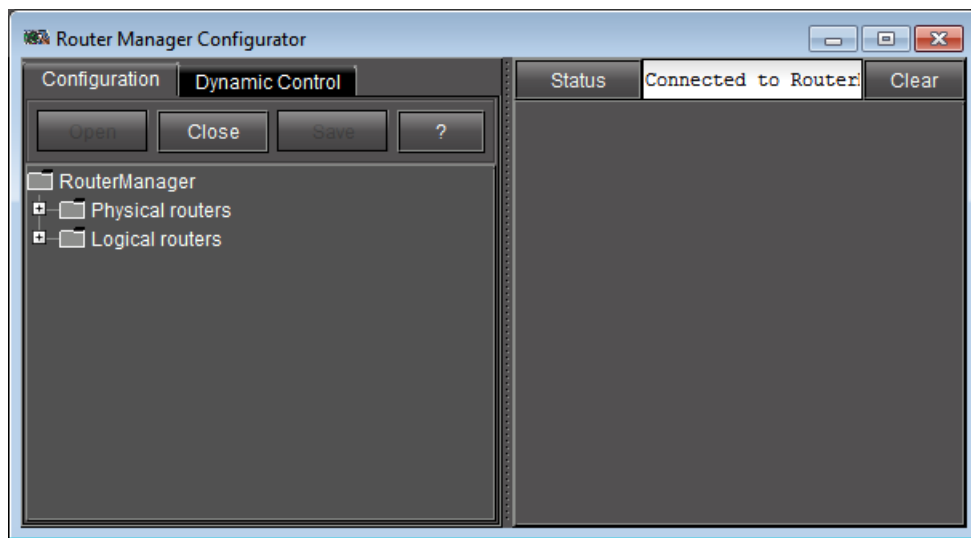 Router Manager Configurator
Configuration Dynamic Control
Status Connected to Router Clear
Open Close Save ?
RouterManager
Physical routers
Logical routers